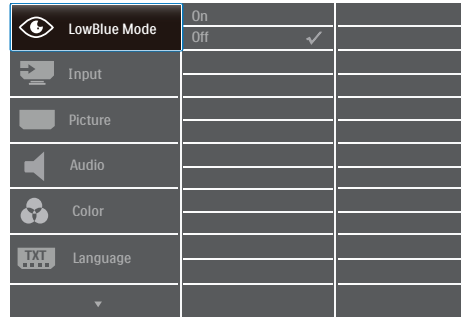 LowBlue Mode
On
Off
Input
Picture
Audio
Color
TXT
Language